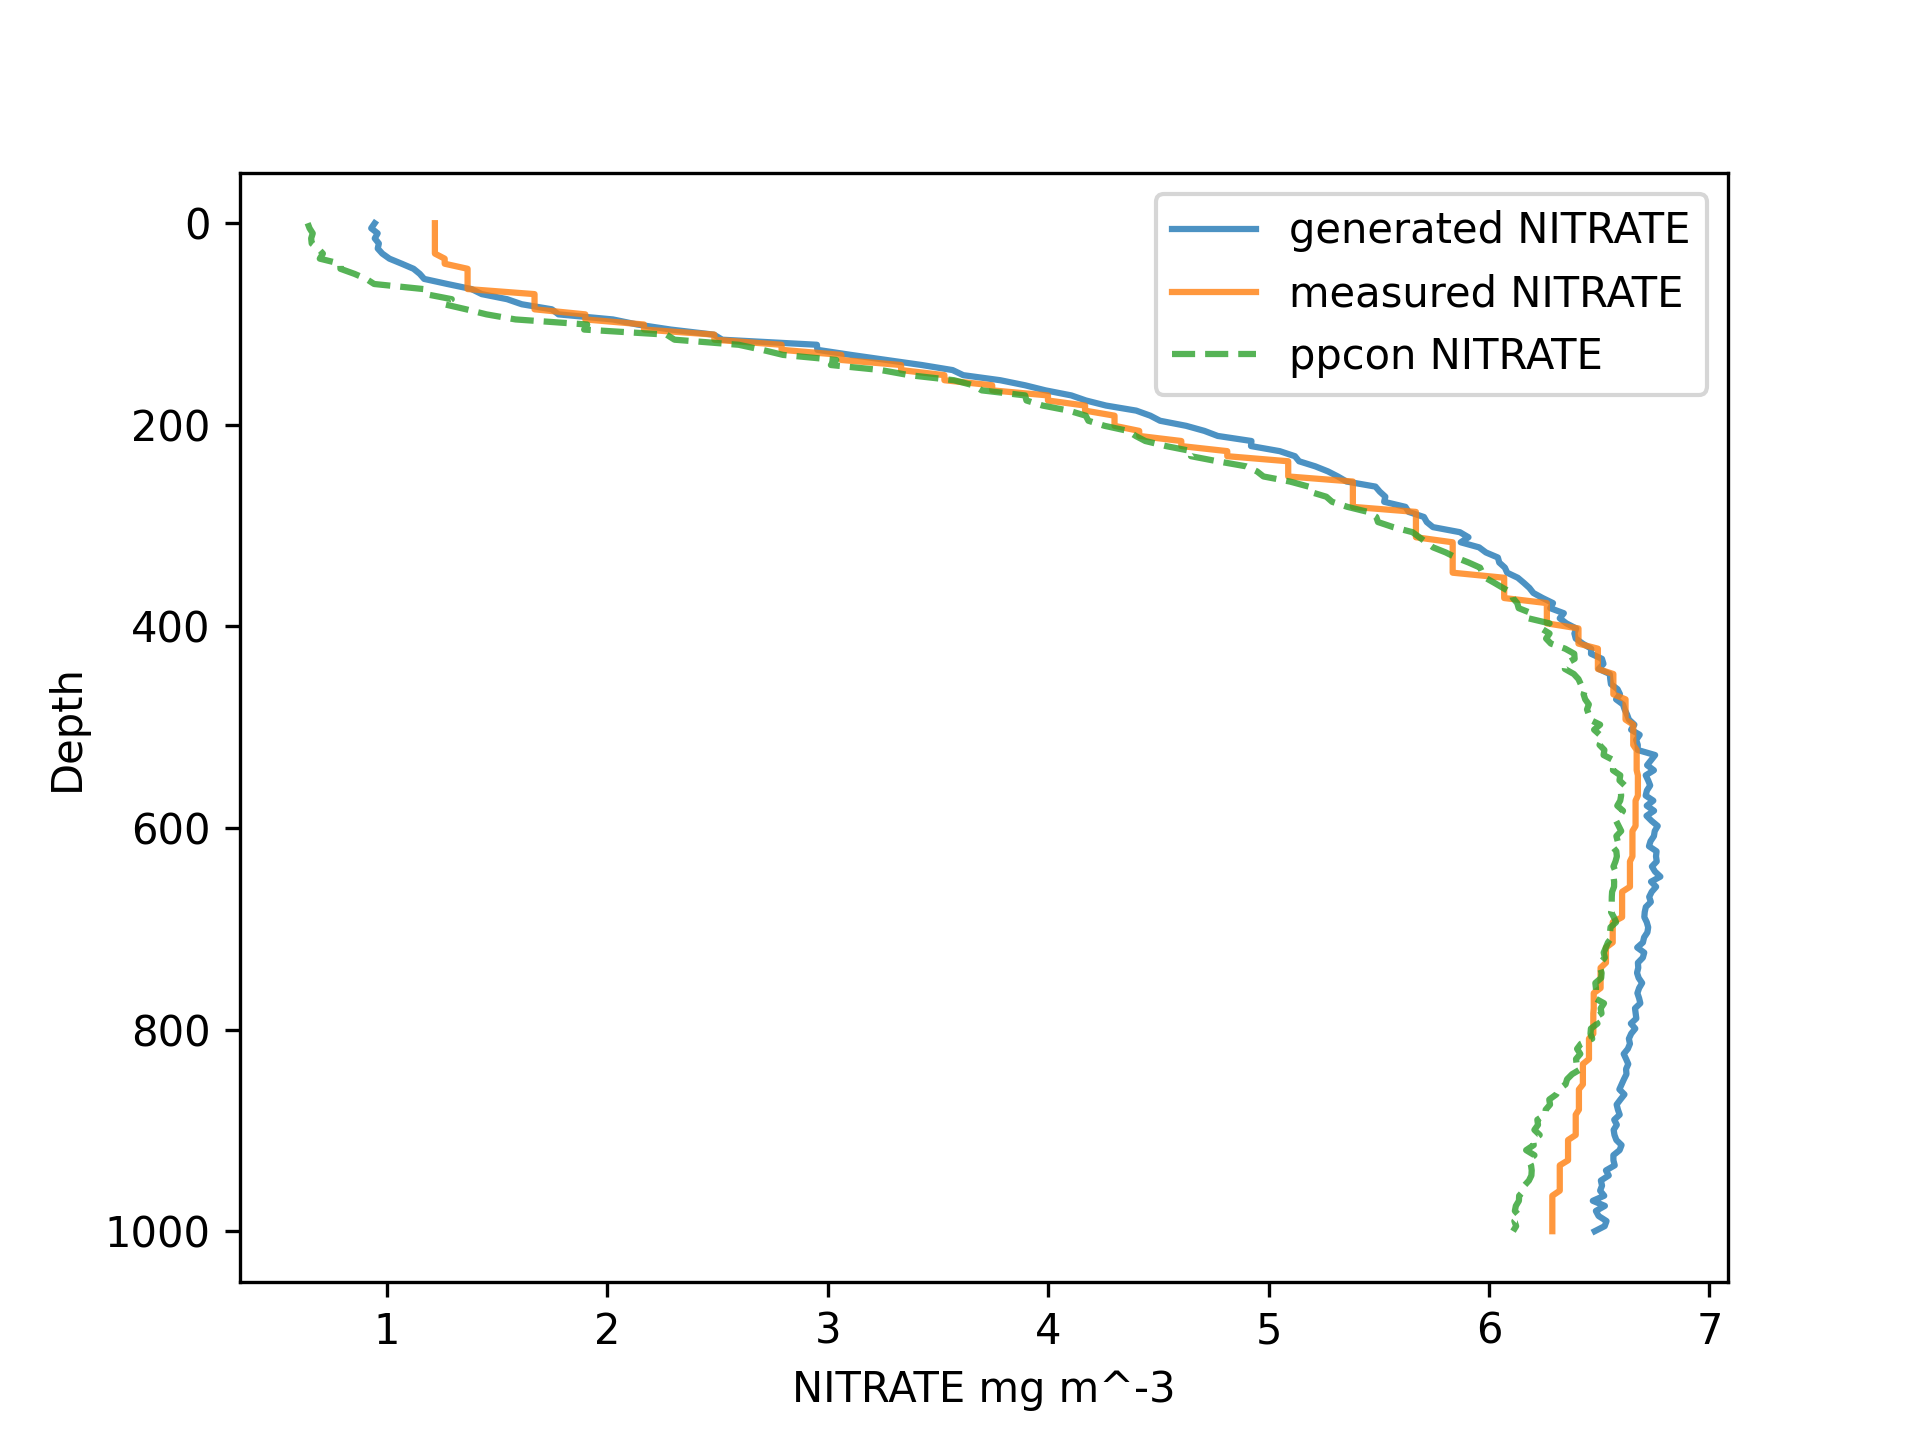 generated NITRATE
measured NITRATE
ppcon NITRATE
0
200
400
600
800
1000
Depth
1 2 3 4 5 6 7
NITRATE mg m^-3